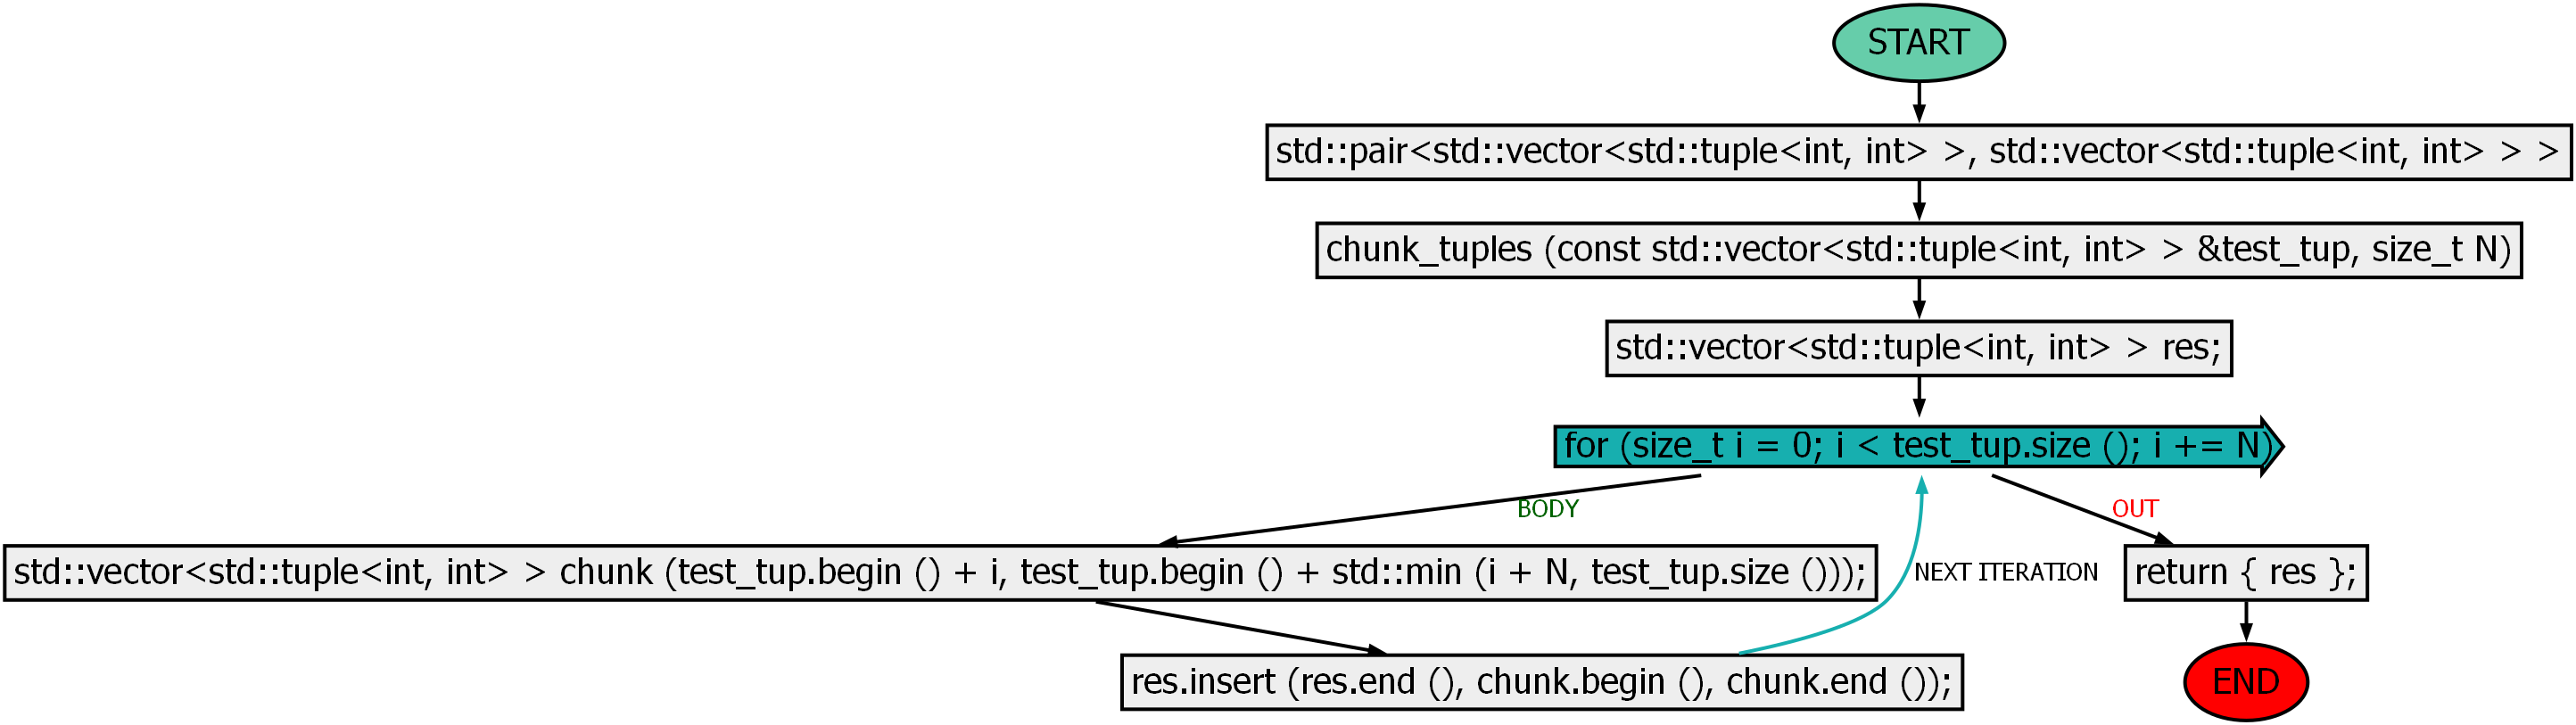 START
std::pair<std::vector<std::tuple<int, int> >, std::vector<std::tuple<int, int> > >
chunk_tuples (const std::vector<std::tuple<int, int> > &test_tup, size_t N)
std::vector<std::tuple<int, int> > res;
for (size_t i = 0; i < test_tup.size (); i += N)
BODY
OUT
std::vector<std::tuple<int, int> > chunk (test_tup.begin () + i, test_tup.begin () + std::min (i + N, test_tup.size ()));
NEXT ITERATION
return { res };
res.insert (res.end (), chunk.begin (), chunk.end ());
END